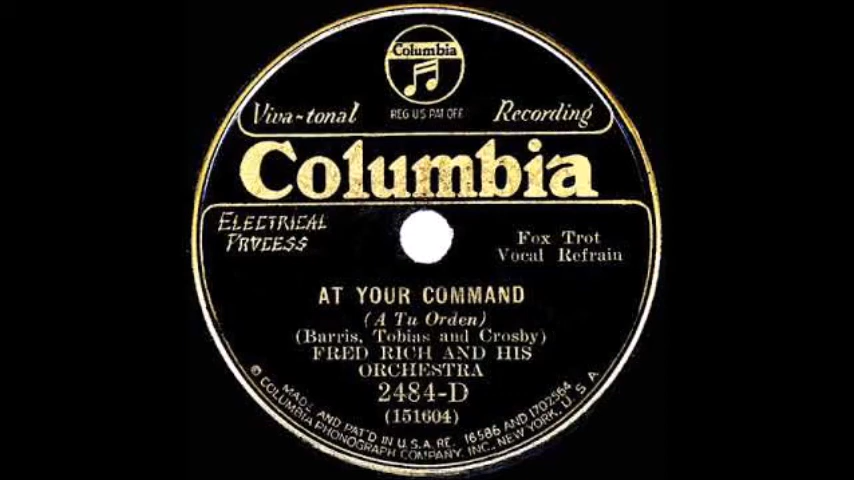 Columbia
REG. U.S. PAT. OFF.
Viva-tonal Recording
Columbia
ELECTRICAL
PROCESS
Fox Trot
Vocal Refrain
AT YOUR COMMAND
(A Tu Orden)
(Barris, Tobias and Crosby)
FRED RICH AND HIS
ORCHESTRA
2484-D
(151604)
MADE AND PAT'D IN U.S.A. RE. 16586 AND 1702564
© COLUMBIA PHONOGRAPH COMPANY, INC., NEW YORK, U.S.A